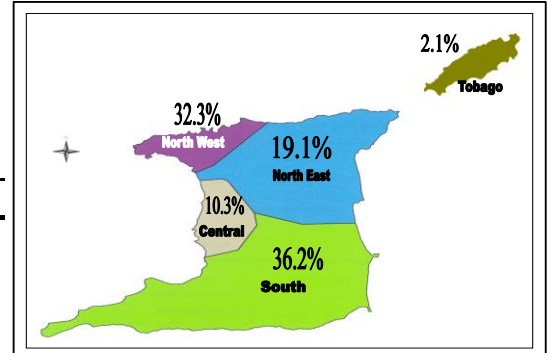 2.1%
Tobago
32.3%
North West
19.1%
North East
10.3%
Central
36.2%
South